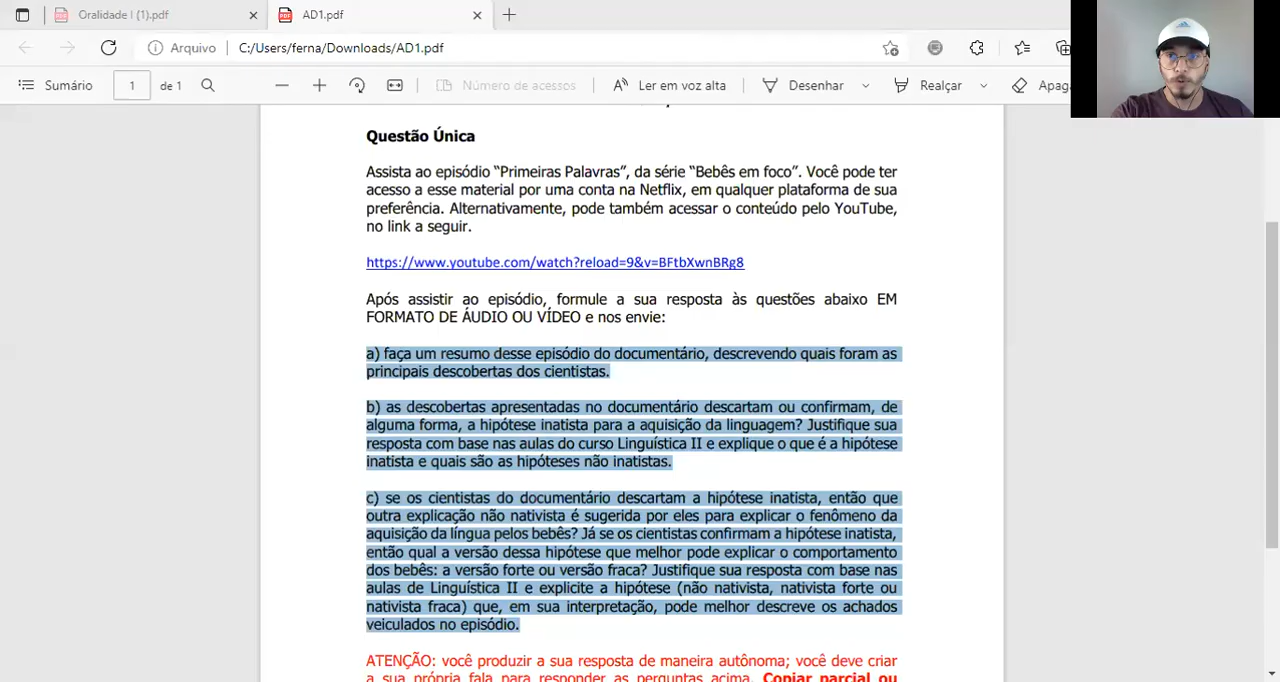 Oralidade I (1).pdf
AD1.pdf
Arquivo
C:/Users/ferna/Downloads/AD1.pdf
Sumário
1
de 1
Número de acessos
Ler em voz alta
Desenhar
Realçar
Apaga
Questão Única
Assista ao episódio “Primeiras Palavras”, da série “Bebês em foco”. Você pode ter
acesso a esse material por uma conta na Netflix, em qualquer plataforma de sua
preferência. Alternativamente, pode também acessar o conteúdo pelo YouTube,
no link a seguir.
https://www.youtube.com/watch?reload=9&v=BFtbXwnBRg8
Após assistir ao episódio, formule a sua resposta às questões abaixo EM
FORMATO DE ÁUDIO OU VÍDEO e nos envie:
a) faça um resumo desse episódio do documentário, descrevendo quais foram as
principais descobertas dos cientistas.
b) as descobertas apresentadas no documentário descartam ou confirmam, de
alguma forma, a hipótese inatista para a aquisição da linguagem? Justifique sua
resposta com base nas aulas do curso Linguística II e explique o que é a hipótese
inatista e quais são as hipóteses não inatistas.
c) se os cientistas do documentário descartam a hipótese inatista, então que
outra explicação não nativista é sugerida por eles para explicar o fenômeno da
aquisição da língua pelos bebês? Já se os cientistas confirmam a hipótese inatista,
então qual a versão dessa hipótese que melhor pode explicar o comportamento
dos bebês: a versão forte ou versão fraca? Justifique sua resposta com base nas
aulas de Linguística II e explicite a hipótese (não nativista, nativista forte ou
nativista fraca) que, em sua interpretação, pode melhor descreve os achados
veiculados no episódio.
ATENÇÃO: você produzir a sua resposta de maneira autônoma; você deve criar
a sua própria fala para responder as perguntas acima. Copiar parcial ou